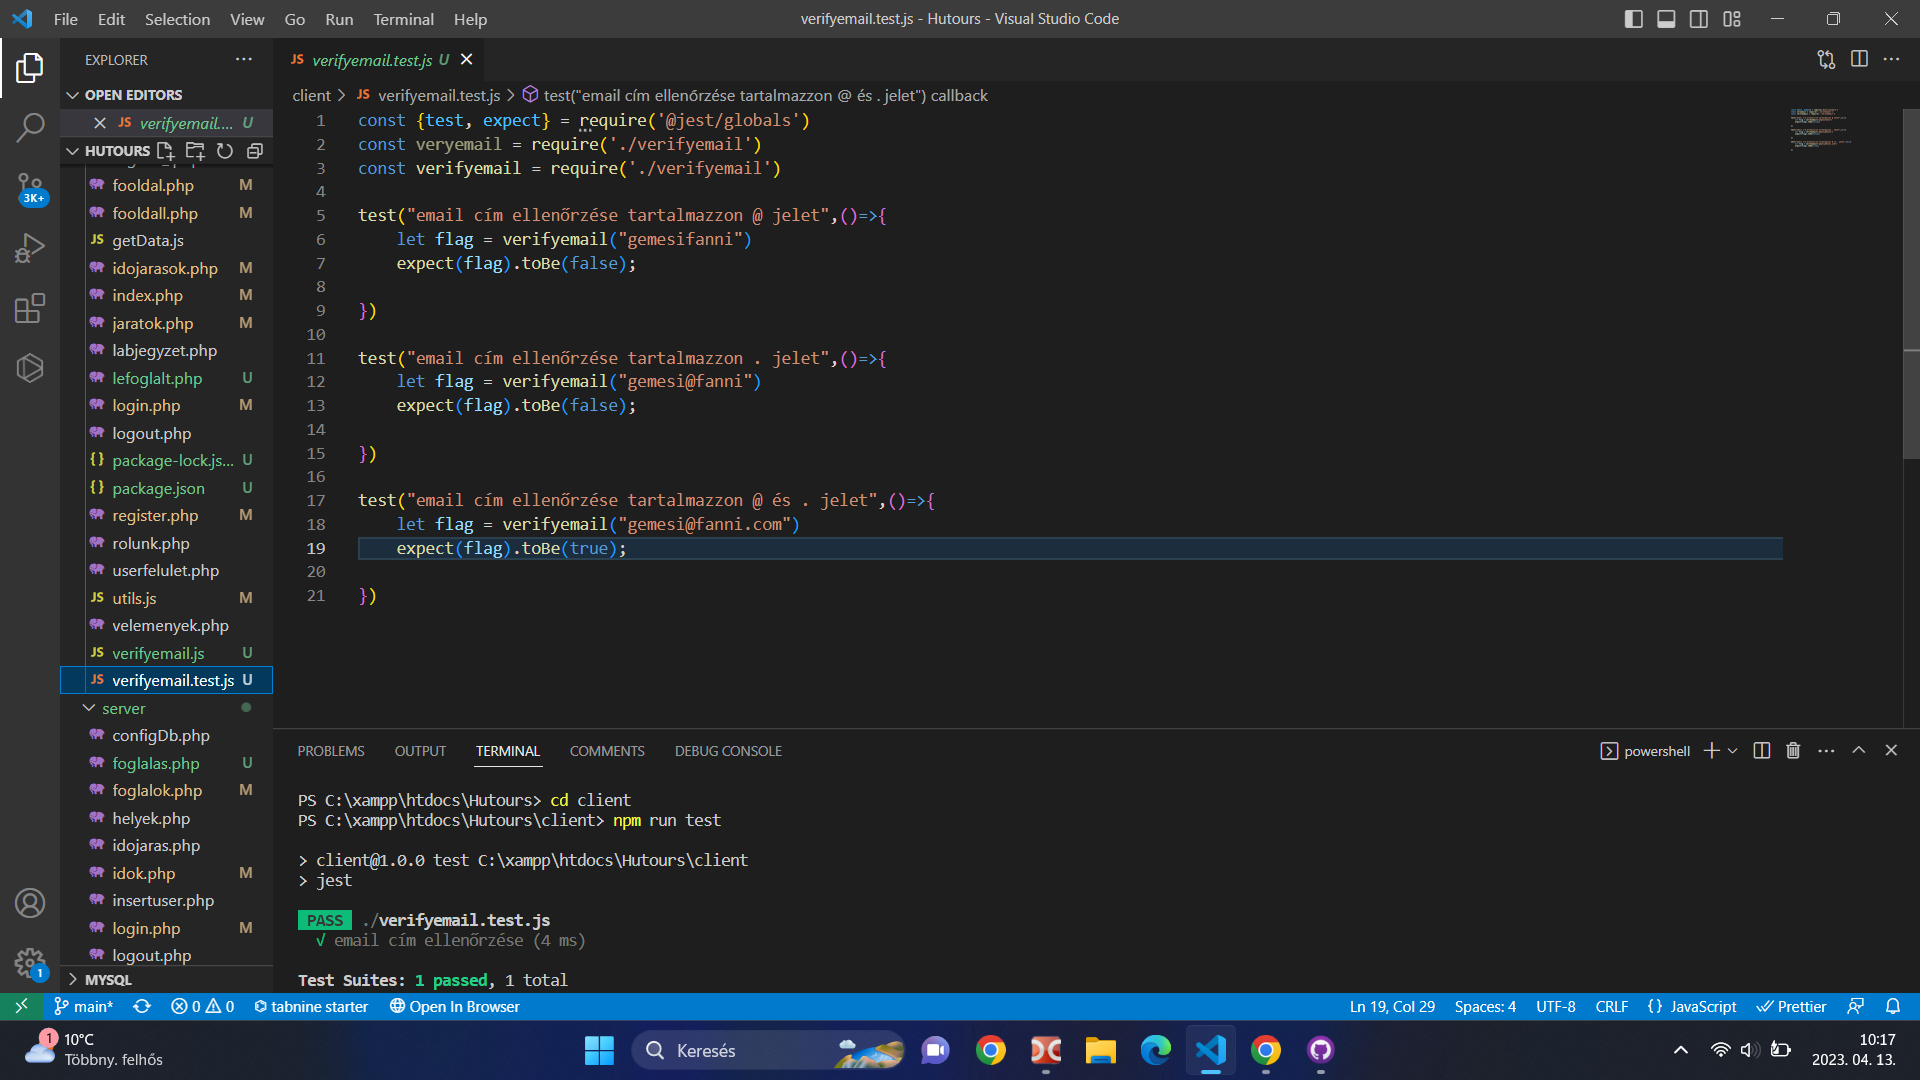 File Edit Selection View Go Run Terminal Help
verifyemail.test.js - Hutours - Visual Studio Code
EXPLORER
OPEN EDITORS
JS verifyemail.... U
HUTOURS
fooldal.php M
fooldall.php M
JS getData.js
idojarasok.php M
index.php M
jaratok.php M
labjegyzet.php
lefoglalt.php U
login.php M
logout.php
{} package-lock.js... U
{} package.json U
register.php M
rolunk.php
userfelulet.php
JS utils.js M
velemenyek.php
JS verifyemail.js U
JS verifyemail.test.js U
server
configDb.php
foglalas.php U
foglalok.php M
helyek.php
idojaras.php
idok.php M
insertuser.php
login.php M
logout.php
MYSQL
3K+
1
JS verifyemail.test.js U
client > JS verifyemail.test.js > test("email cím ellenőrzése tartalmazzon @ és . jelet") callback
1 const {test, expect} = require('@jest/globals')
2 const veryemail = require('./verifyemail')
3 const verifyemail = require('./verifyemail')
4
5 test("email cím ellenőrzése tartalmazzon @ jelet",()=>{
6 let flag = verifyemail("gemesifanni")
7 expect(flag).toBe(false);
8
9 })
10
11 test("email cím ellenőrzése tartalmazzon . jelet",()=>{
12 let flag = verifyemail("gemesi@fanni")
13 expect(flag).toBe(false);
14
15 })
16
17 test("email cím ellenőrzése tartalmazzon @ és . jelet",()=>{
18 let flag = verifyemail("gemesi@fanni.com")
19 expect(flag).toBe(true);
20
21 })
PROBLEMS OUTPUT TERMINAL COMMENTS DEBUG CONSOLE
powershell
PS C:\xampp\htdocs\Hutours> cd client
PS C:\xampp\htdocs\Hutours\client> npm run test
> client@1.0.0 test C:\xampp\htdocs\Hutours\client
> jest
PASS ./verifyemail.test.js
√ email cím ellenőrzése (4 ms)
Test Suites: 1 passed, 1 total
main* 0 0 tabnine starter Open In Browser
Ln 19, Col 29 Spaces: 4 UTF-8 CRLF {} JavaScript Prettier
1
10°C
Többny. felhős
Keresés
10:17
2023. 04. 13.